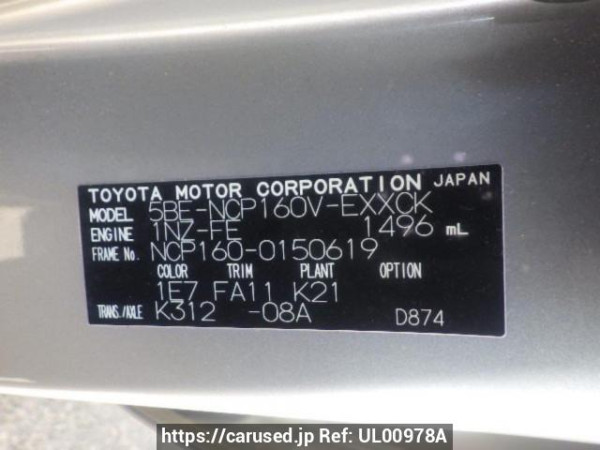 TOYOTA MOTOR CORPORATION JAPAN
MODEL 5BE-NCP160V-EXXCK
ENGINE 1NZ-FE 1496 mL
FRAME No. NCP160-0150619
COLOR TRIM PLANT OPTION
1E7 FA11 K21
TRANS./AXLE K312 -08A D874
https://carused.jp Ref: UL00978A